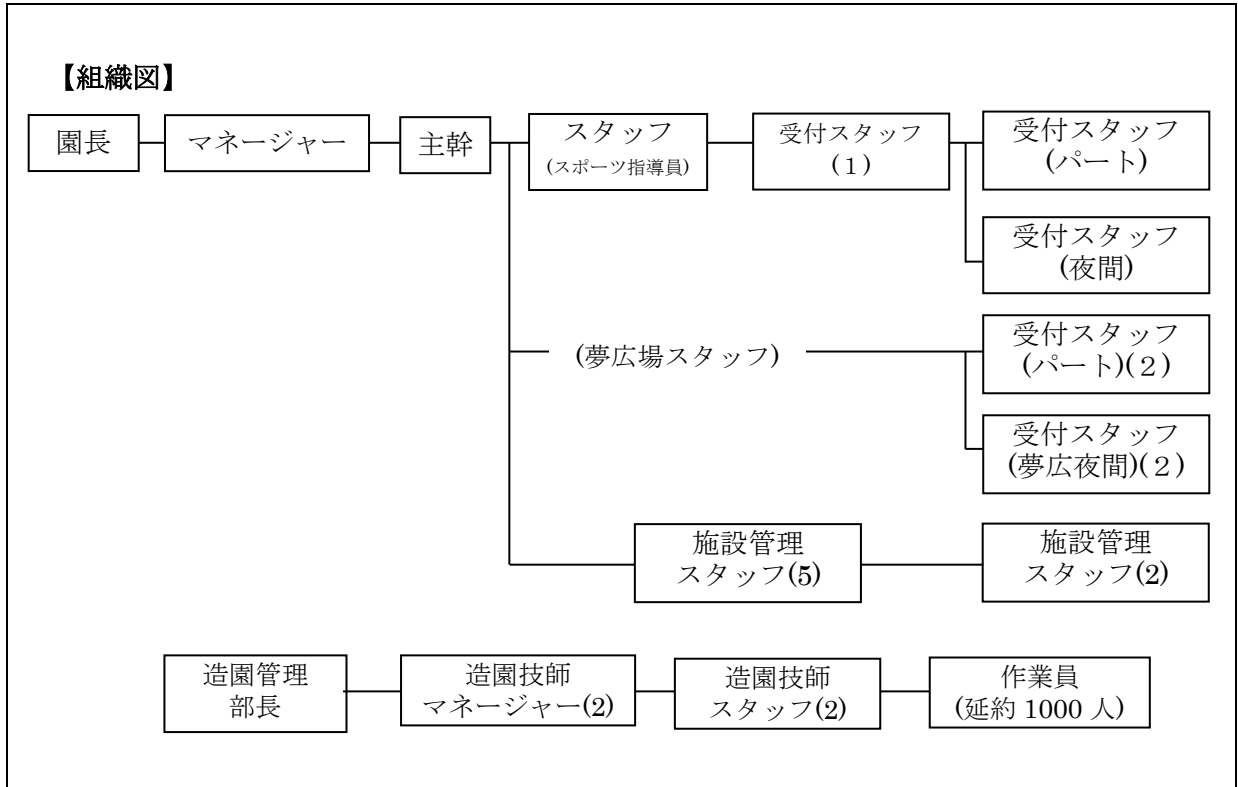 【組織図】
園長
マネージャー
主幹
スタッフ
(スポーツ指導員)
受付スタッフ
(１)
受付スタッフ
(パート)
受付スタッフ
(夜間)
(夢広場スタッフ)
受付スタッフ
(パート)(２)
受付スタッフ
(夢広夜間)(２)
施設管理
スタッフ(5)
施設管理
スタッフ(2)
造園管理
部長
造園技師
マネージャー(2)
造園技師
スタッフ(2)
作業員
(延約 1000 人)